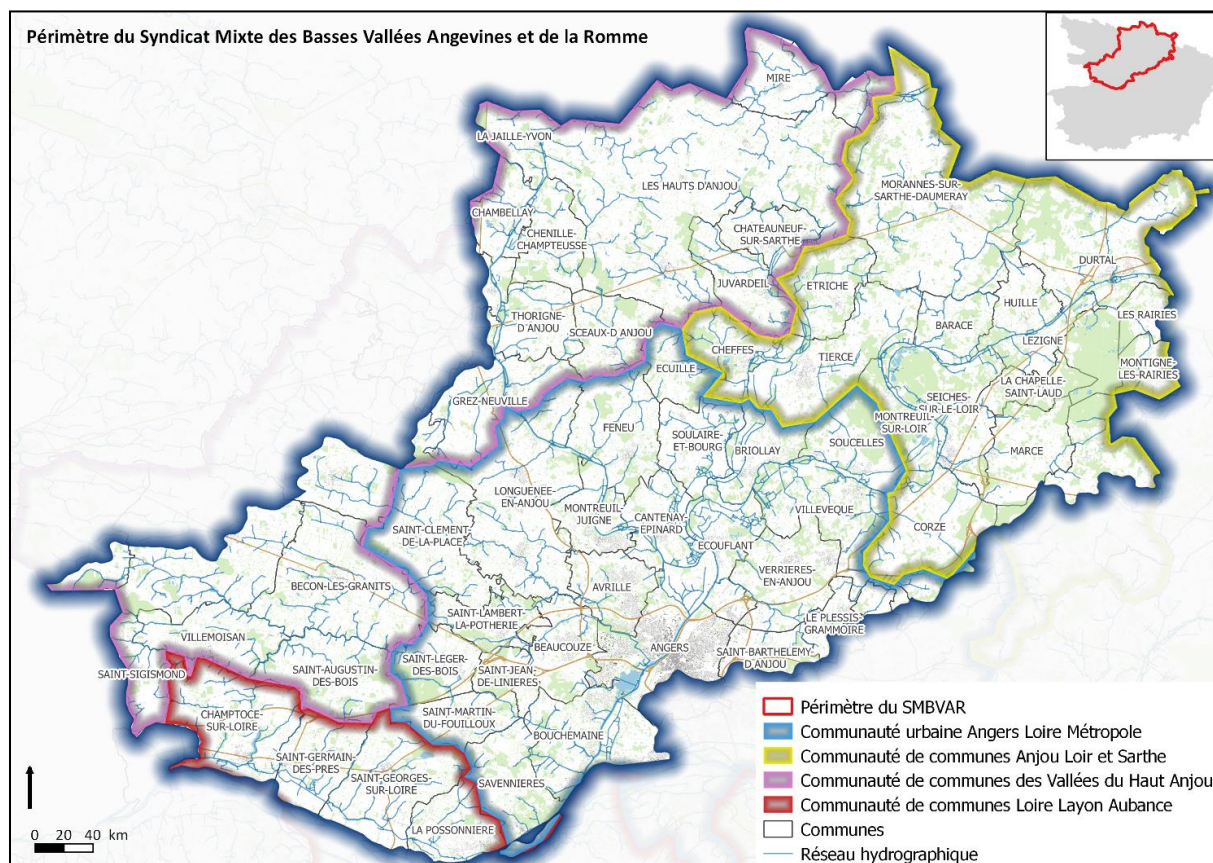 Périmètre du Syndicat Mixte des Basses Vallées Angevines et de la Romme
MIRE
LA JAILLE-YVON
LES HAUTS D'ANJOU
MORANNES-SUR-
SARTHE-DAUMERAY
CHAMBELLAY
CHENILLE-
CHAMPTEUSSE
CHATEAUNEUF-
SUR-SARTHE
DURTAL
JUVARDEIL
ETRICHE
HUILLE
LES RAIRIES
THORIGNE-
D'ANJOU
SCEAUX-D ANJOU
BARACE
LEZIGNE
CHEFFES
TIERCE
MONTIGNE-
LES-RAIRIES
ECUILLE
LA CHAPELLE-
SAINT-LAUD
GREZ-NEUVILLE
SEICHES-
SUR-LE-LOIR
MONTREUIL-
SUR-LOIR
FENEU
SOULAIRE-
ET-BOURG
SOUCELLES
BRIOLLAY
MARCE
LONGUENEE-
EN-ANJOU
MONTREUIL-
JUIGNE
VILLEVEQUE
SAINT-CLEMENT-
DE-LA-PLACE
CANTENAY-
EPINARD
CORZE
ECOUFLANT
VERRIERES-
EN-ANJOU
BECON-LES-GRANITS
AVRILLE
SAINT-LAMBERT-
LA-POTHERIE
LE PLESSIS-
GRAMMOIRE
VILLEMOISAN
BEAUCOUZE
ANGERS
SAINT-BARTHELEMY-
D'ANJOU
SAINT-SIGISMOND
SAINT-AUGUSTIN-
DES-BOIS
SAINT-LEGER-
DES-BOIS
SAINT-JEAN-
DE-LINIERES
CHAMPTOCE-
SUR-LOIRE
SAINT-MARTIN-
DU-FOUILLOUX
BOUCHEMAINE
SAINT-GERMAIN-
DES-PRES
SAINT-GEORGES-
SUR-LOIRE
SAVENNIERES
LA POSSONNIERE
0 20 40 km
Périmètre du SMBVAR
Communauté urbaine Angers Loire Métropole
Communauté de communes Anjou Loir et Sarthe
Communauté de communes des Vallées du Haut Anjou
Communauté de communes Loire Layon Aubance
Communes
Réseau hydrographique